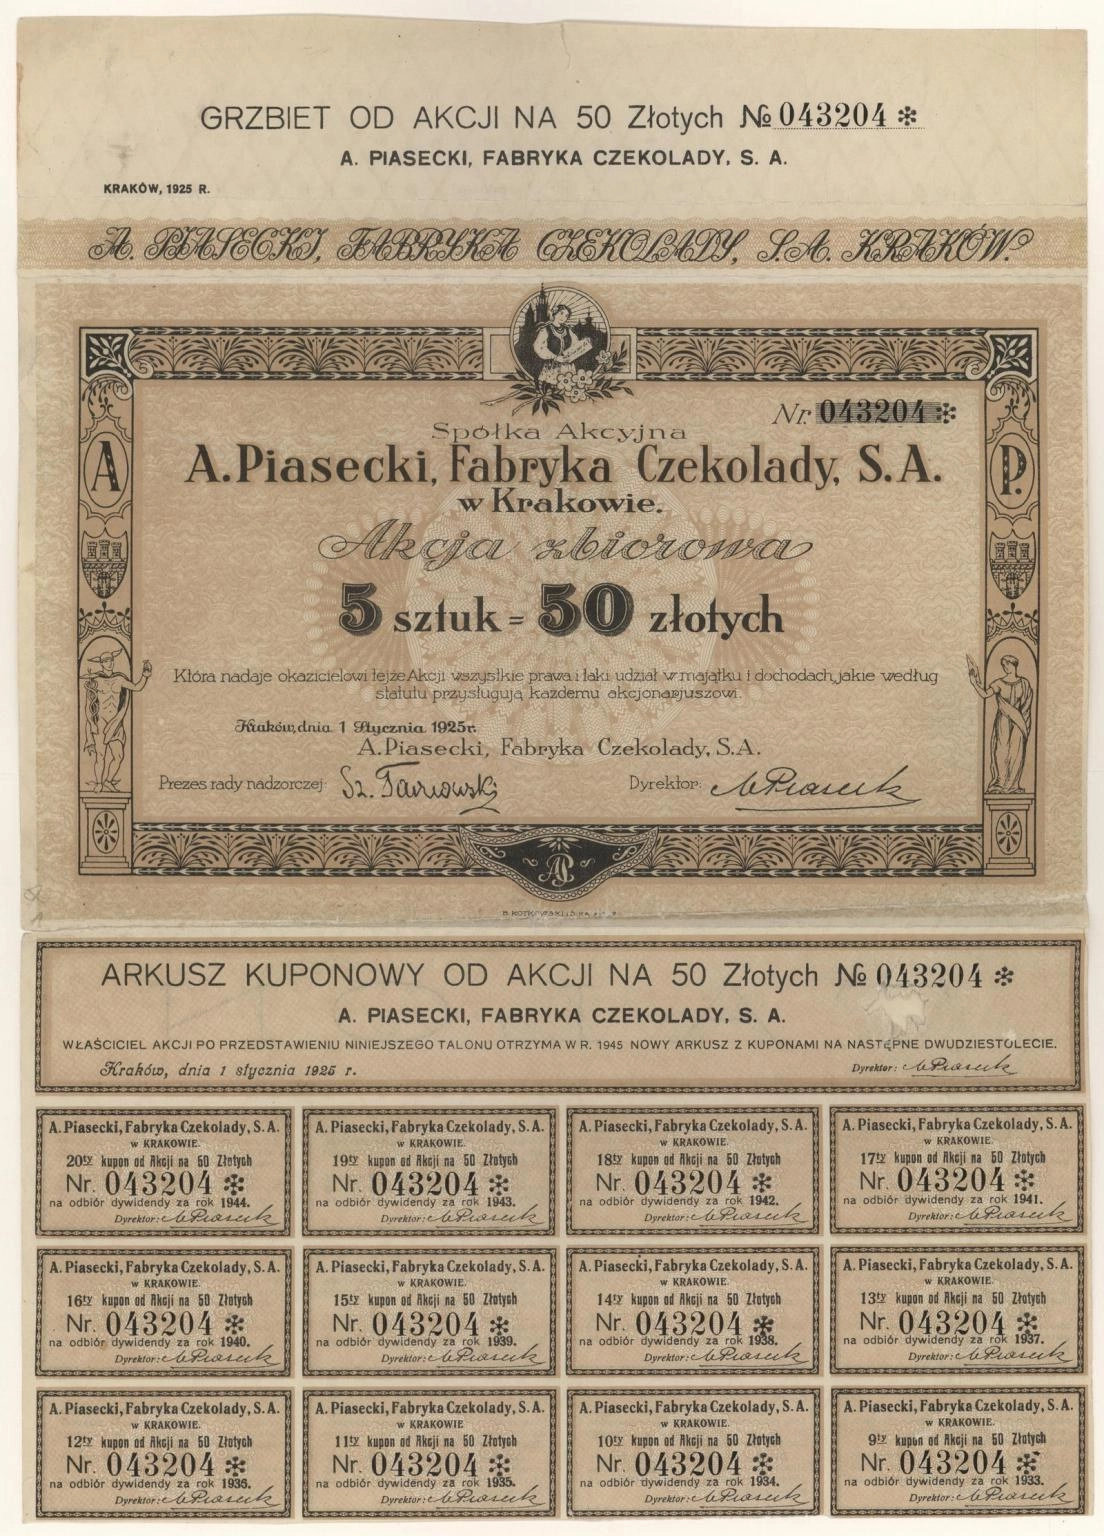 GRZBIET OD AKCJI NA 50 Złotych № 043204 *
A. PIASECKI, FABRYKA CZEKOLADY, S. A.
KRAKÓW, 1925 R.
A. PIASECKI, FABRYKA CZEKOLADY, S.A. KRAKÓW.
Nr. 043204 *
Spółka Akcyjna
A. Piasecki, Fabryka Czekolady, S. A.
w Krakowie.
A
P.
Akcja zbiorowa
5 sztuk = 50 złotych
Która nadaje okazicielowi tejże Akcji wszystkie prawa i taki udział w majątku i dochodach, jakie według
statutu przysługują każdemu akcjonarjuszowi.
Kraków, dnia 1 Stycznia 1925 r.
A. Piasecki, Fabryka Czekolady, S.A.
Prezes rady nadzorczej: Sz. Tarnowski Dyrektor: A Piasecki
AP
ARKUSZ KUPONOWY OD AKCJI NA 50 Złotych № 043204 *
A. PIASECKI, FABRYKA CZEKOLADY, S. A.
WŁAŚCICIEL AKCJI PO PRZEDSTAWIENIU NINIEJSZEGO TALONU OTRZYMA W R. 1945 NOWY ARKUSZ Z KUPONAMI NA NASTĘPNE DWUDZIESTOLECIE.
Kraków, dnia 1 stycznia 1925 r. Dyrektor: A Piasecki
A. Piasecki, Fabryka Czekolady, S. A.
w KRAKOWIE.
20ty kupon od Akcji na 50 Złotych
Nr. 043204 *
na odbiór dywidendy za rok 1944.
Dyrektor: A Piasecki
A. Piasecki, Fabryka Czekolady, S. A.
w KRAKOWIE.
19ty kupon od Akcji na 50 Złotych
Nr. 043204 *
na odbiór dywidendy za rok 1943.
Dyrektor: A Piasecki
A. Piasecki, Fabryka Czekolady, S. A.
w KRAKOWIE.
18ty kupon od Akcji na 50 Złotych
Nr. 043204 *
na odbiór dywidendy za rok 1942.
Dyrektor: A Piasecki
A. Piasecki, Fabryka Czekolady, S. A.
w KRAKOWIE.
17ty kupon od Akcji na 50 Złotych
Nr. 043204 *
na odbiór dywidendy za rok 1941.
Dyrektor: A Piasecki
A. Piasecki, Fabryka Czekolady, S. A.
w KRAKOWIE.
16ty kupon od Akcji na 50 Złotych
Nr. 043204 *
na odbiór dywidendy za rok 1940.
Dyrektor: A Piasecki
A. Piasecki, Fabryka Czekolady, S. A.
w KRAKOWIE.
15ty kupon od Akcji na 50 Złotych
Nr. 043204 *
na odbiór dywidendy za rok 1939.
Dyrektor: A Piasecki
A. Piasecki, Fabryka Czekolady, S. A.
w KRAKOWIE.
14ty kupon od Akcji na 50 Złotych
Nr. 043204 *
na odbiór dywidendy za rok 1938.
Dyrektor: A Piasecki
A. Piasecki, Fabryka Czekolady, S. A.
w KRAKOWIE.
13ty kupon od Akcji na 50 Złotych
Nr. 043204 *
na odbiór dywidendy za rok 1937.
Dyrektor: A Piasecki
A. Piasecki, Fabryka Czekolady, S. A.
w KRAKOWIE.
12ty kupon od Akcji na 50 Złotych
Nr. 043204 *
na odbiór dywidendy za rok 1936.
Dyrektor: A Piasecki
A. Piasecki, Fabryka Czekolady, S. A.
w KRAKOWIE.
11ty kupon od Akcji na 50 Złotych
Nr. 043204 *
na odbiór dywidendy za rok 1935.
Dyrektor: A Piasecki
A. Piasecki, Fabryka Czekolady, S. A.
w KRAKOWIE.
10ty kupon od Akcji na 50 Złotych
Nr. 043204 *
na odbiór dywidendy za rok 1934.
Dyrektor: A Piasecki
A. Piasecki, Fabryka Czekolady, S. A.
w KRAKOWIE.
9ty kupon od Akcji na 50 Złotych
Nr. 043204 *
na odbiór dywidendy za rok 1933.
Dyrektor: A Piasecki